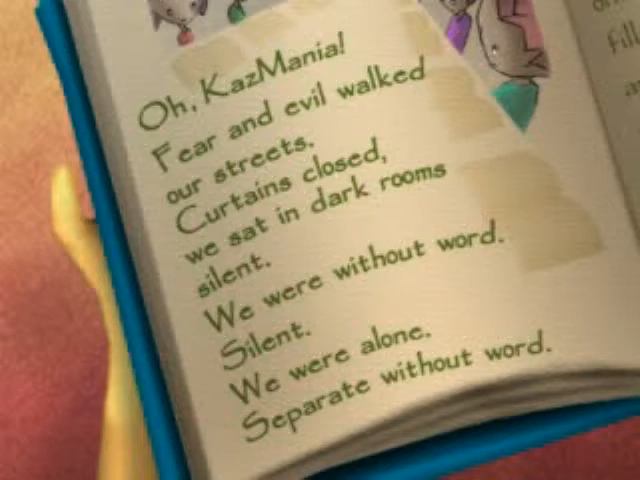 Oh, KazMania!
Fear and evil walked
our streets.
Curtains closed,
we sat in dark rooms
silent.
We were without word.
Silent.
We were alone.
Separate without word.